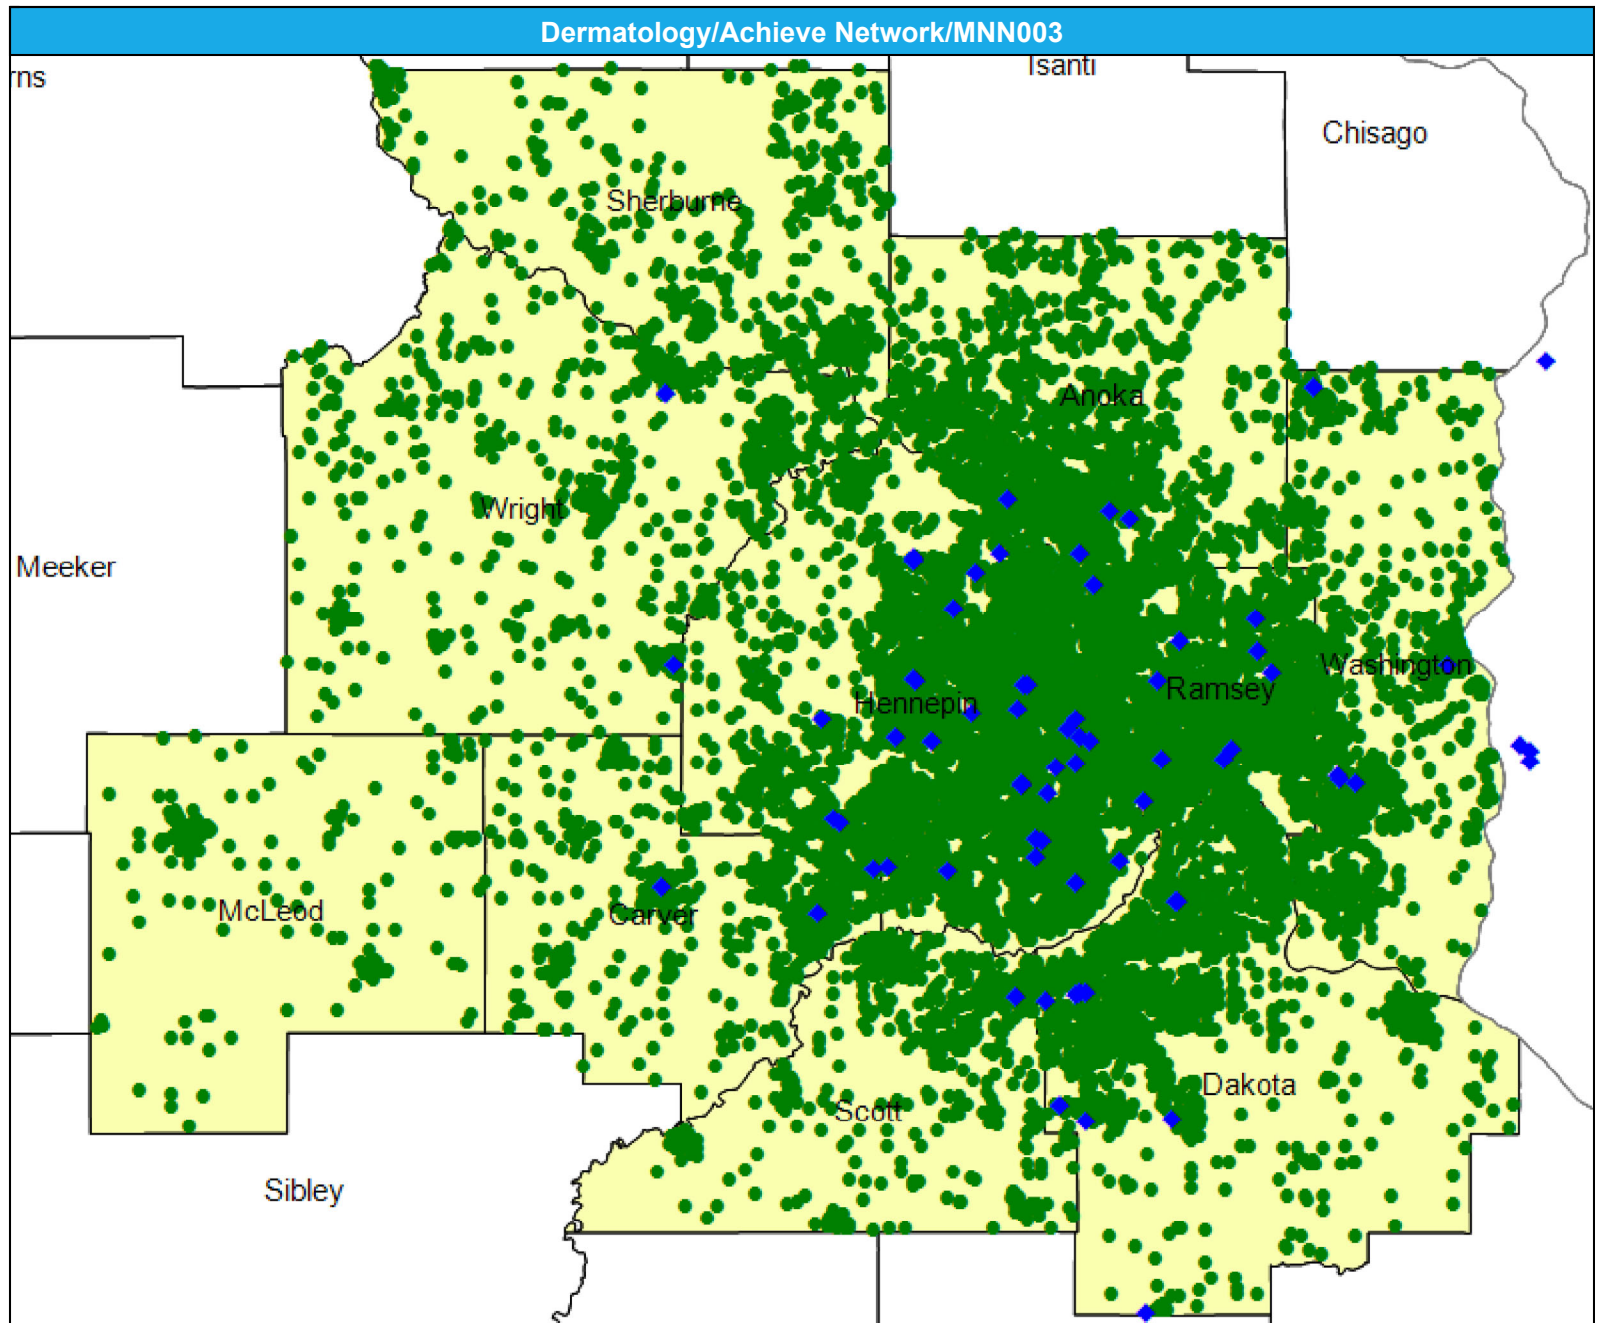 Dermatology/Achieve Network/MNN003
rns
Isanti
Chisago
Sherburne
Anoka
Wright
Meeker
Washington
Ramsey
Hennepin
McLeod
Carver
Dakota
Scott
Sibley